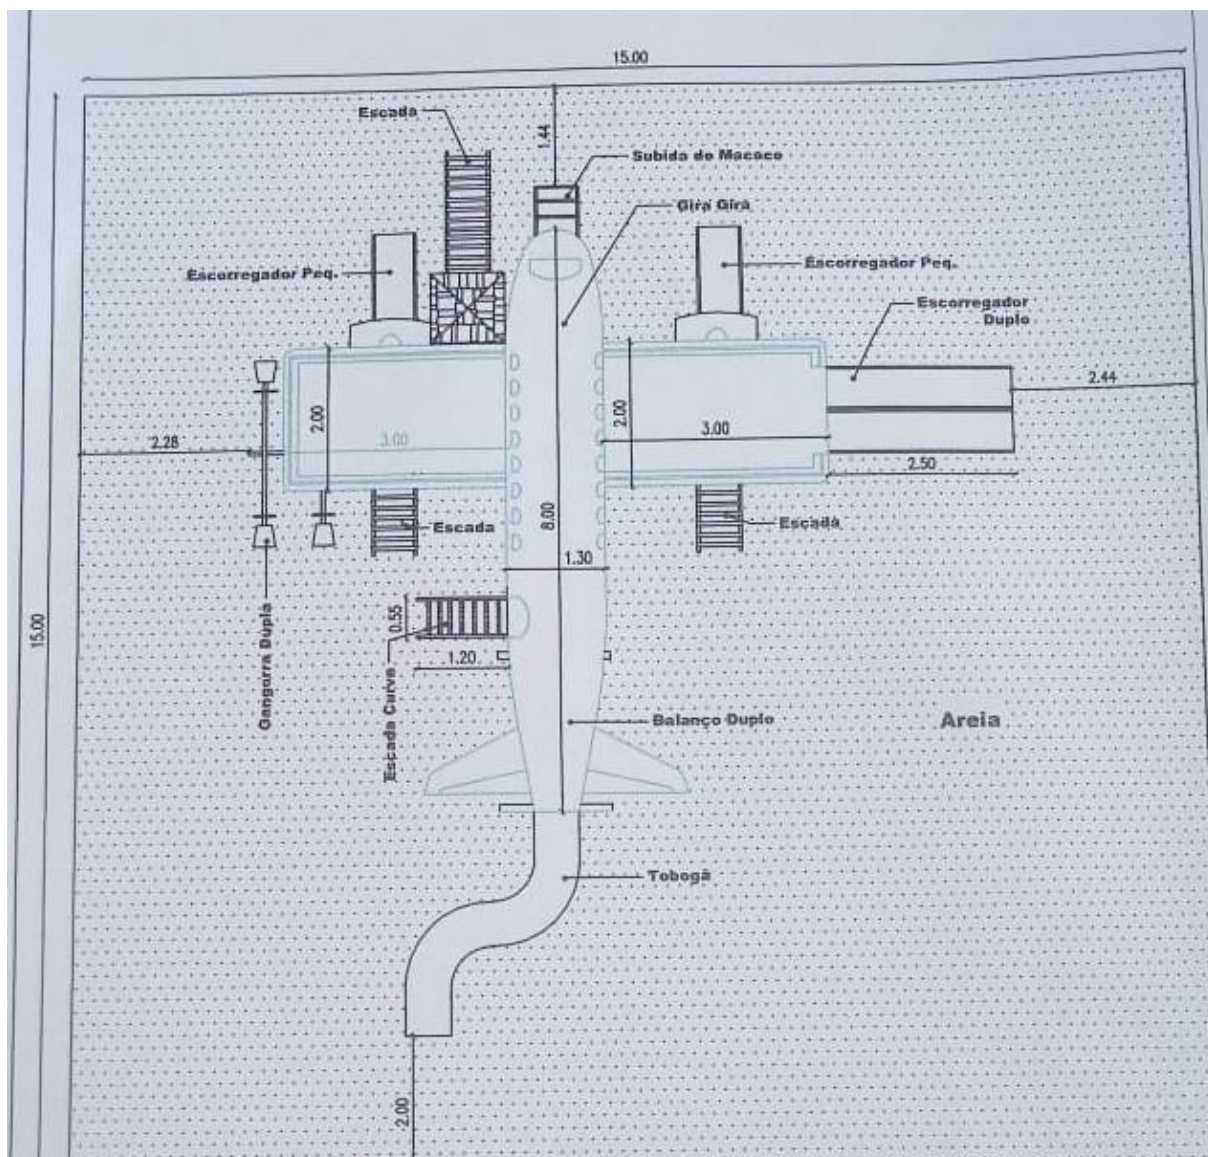 15.00
Escada
1.44
Subida do Macaco
Gira Gira
Escorregador Peq.
Escorregador Peq.
Escorregador
Duplo
2.44
2.00
2.00
2.28
3.00
3.00
2.50
8.00
Escada
Escada
1.30
0.55
15.00
1.20
Gangorra Dupla
Escada Curva
Balanço Duplo
Areia
Tobogã
2.00